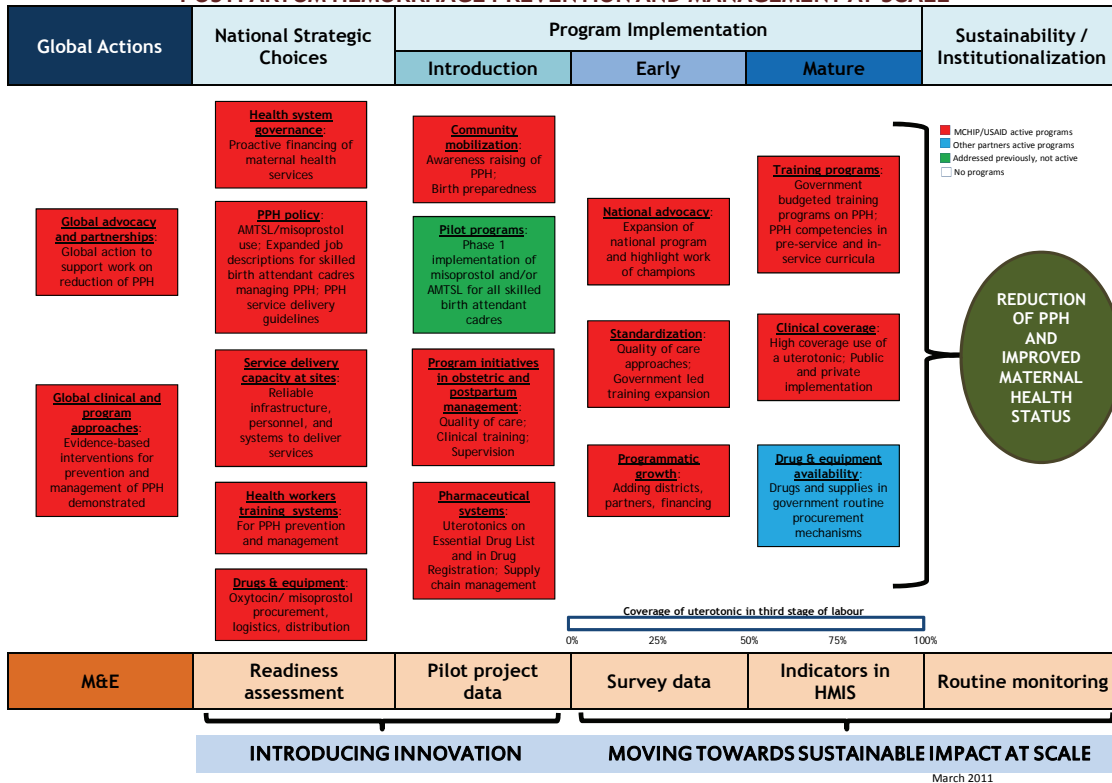 POSTPARTUM HEMORRHAGE PREVENTION AND MANAGEMENT AT SCALE
Global Actions
National Strategic
Choices
Program Implementation
Introduction
Early
Mature
Sustainability /
Institutionalization
Global advocacy
and partnerships:
Global action to
support work on
reduction of PPH
Global clinical and
program
approaches:
Evidence-based
interventions for
prevention and
management of PPH
demonstrated
Health system
governance:
Proactive financing of
maternal health
services
PPH policy:
AMTSL/misoprostol
use; Expanded job
descriptions for skilled
birth attendant cadres
managing PPH; PPH
service delivery
guidelines
Service delivery
capacity at sites:
Reliable
infrastructure,
personnel, and
systems to deliver
services
Health workers
training systems:
For PPH prevention
and management
Drugs & equipment:
Oxytocin/ misoprostol
procurement,
logistics, distribution
Community
mobilization:
Awareness raising of
PPH;
Birth preparedness
Pilot programs:
Phase 1
implementation of
misoprostol and/or
AMTSL for all skilled
birth attendant
cadres
Program initiatives
in obstetric and
postpartum
management:
Quality of care;
Clinical training;
Supervision
Pharmaceutical
systems:
Uterotonics on
Essential Drug List
and in Drug
Registration; Supply
chain management
National advocacy:
Expansion of
national program
and highlight work
of champions
Standardization:
Quality of care
approaches;
Government led
training expansion
Programmatic
growth:
Adding districts,
partners, financing
Training programs:
Government
budgeted training
programs on PPH;
PPH competencies in
pre-service and in-
service curricula
Clinical coverage:
High coverage use of
a uterotonic; Public
and private
implementation
Drug & equipment
availability:
Drugs and supplies in
government routine
procurement
mechanisms
MCHIP/USAID active programs
Other partners active programs
Addressed previously, not active
No programs
REDUCTION
OF PPH
AND
IMPROVED
MATERNAL
HEALTH
STATUS
Coverage of uterotonic in third stage of labour
0% 25% 50% 75% 100%
M&E
Readiness
assessment
Pilot project
data
Survey data
Indicators in
HMIS
Routine monitoring
INTRODUCING INNOVATION
MOVING TOWARDS SUSTAINABLE IMPACT AT SCALE
March 2011